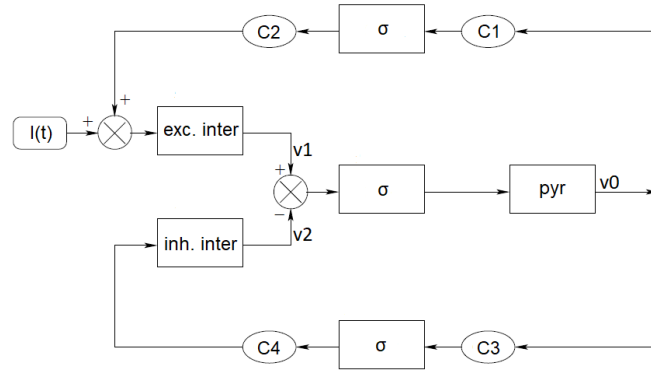 C2
σ
C1
+
+
I(t)
exc. inter
v1
+
σ
pyr
v0
−
inh. inter
v2
C4
σ
C3